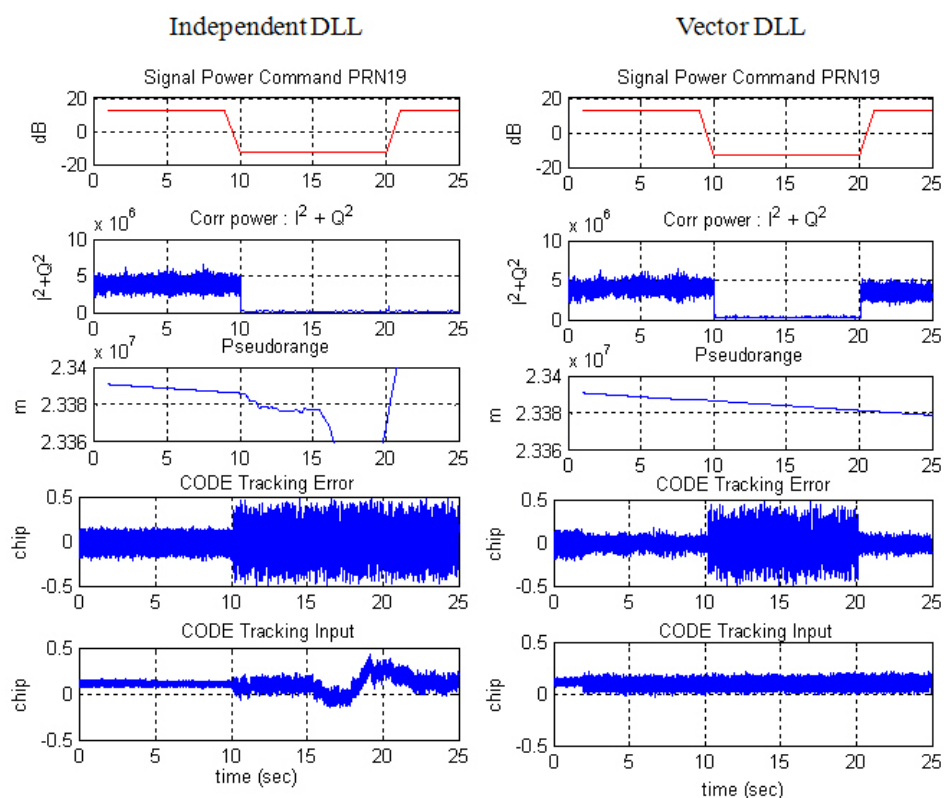 Independent DLL
Signal Power Command PRN19
dB
20
0
-20
0 5 10 15 20 25
x 10^6
Corr power : I^2 + Q^2
I^2+Q^2
10
5
0
0 5 10 15 20 25
x 10^7
Pseudorange
m
2.34
2.338
2.336
0 5 10 15 20 25
CODE Tracking Error
chip
0.5
0
-0.5
0 5 10 15 20 25
CODE Tracking Input
chip
0.5
0
-0.5
0 5 10 15 20 25
time (sec)
Vector DLL
Signal Power Command PRN19
dB
20
0
-20
0 5 10 15 20 25
x 10^6
Corr power : I^2 + Q^2
I^2+Q^2
10
5
0
0 5 10 15 20 25
x 10^7
Pseudorange
m
2.34
2.338
2.336
0 5 10 15 20 25
CODE Tracking Error
chip
0.5
0
-0.5
0 5 10 15 20 25
CODE Tracking Input
chip
0.5
0
-0.5
0 5 10 15 20 25
time (sec)